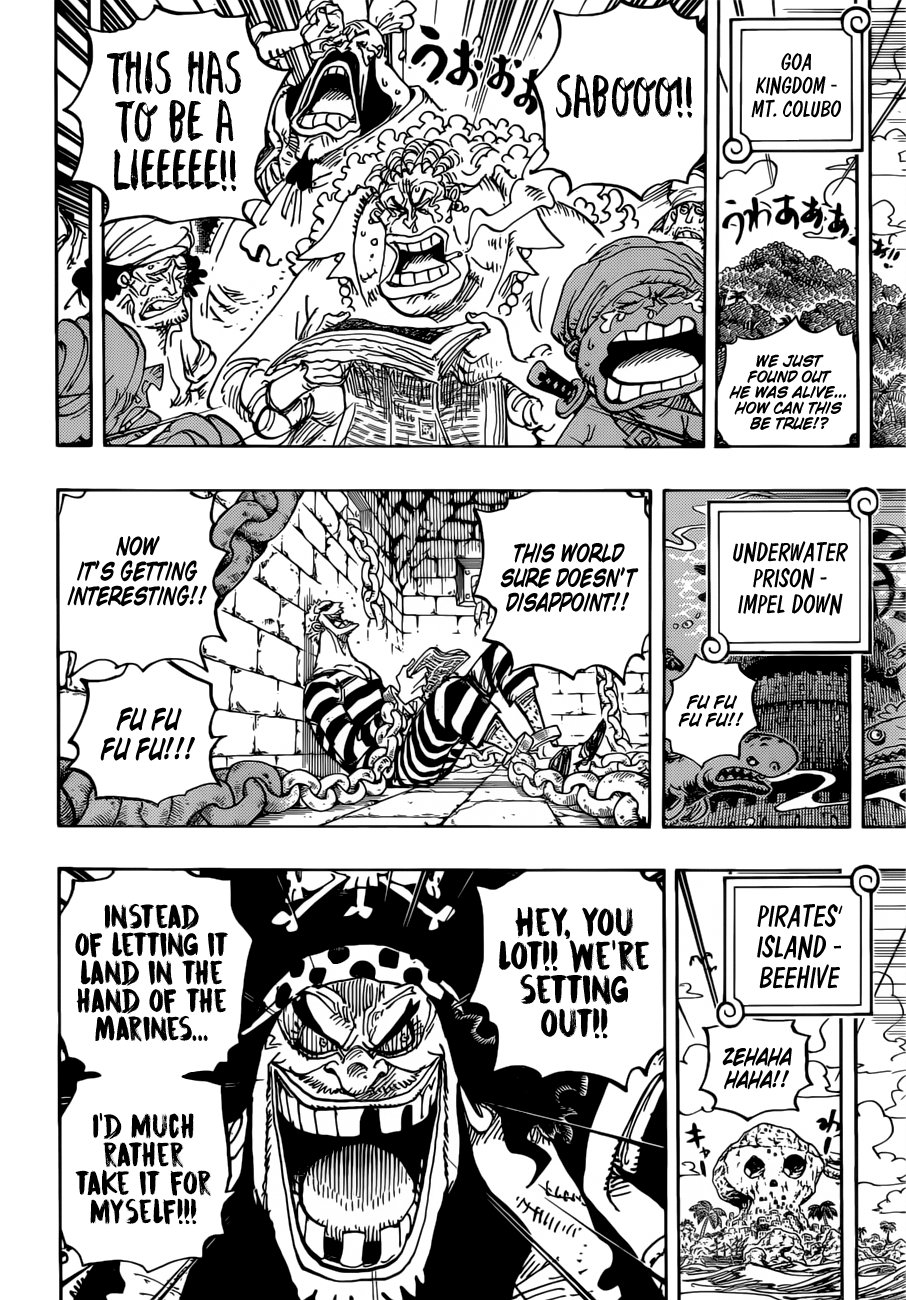 GOA
KINGDOM -
MT. COLUBO
うわああああ
ぁ!!
WE JUST
FOUND OUT
HE WAS ALIVE...
HOW CAN THIS
BE TRUE!?
SABOOO!!
うおおおぉ
THIS HAS
TO BE A
LIEEEEE!!
UNDERWATER
PRISON -
IMPEL DOWN
FU FU
FU FU!!
THIS WORLD
SURE DOESN'T
DISAPPOINT!!
NOW
IT'S GETTING
INTERESTING!!
FU FU
FU FU!!!
PIRATES'
ISLAND -
BEEHIVE
ZEHAHA
HAHA!!
HEY, YOU
LOT!! WE'RE
SETTING
OUT!!
INSTEAD
OF LETTING IT
LAND IN THE
HAND OF THE
MARINES...
I'D MUCH
RATHER
TAKE IT FOR
MYSELF!!!